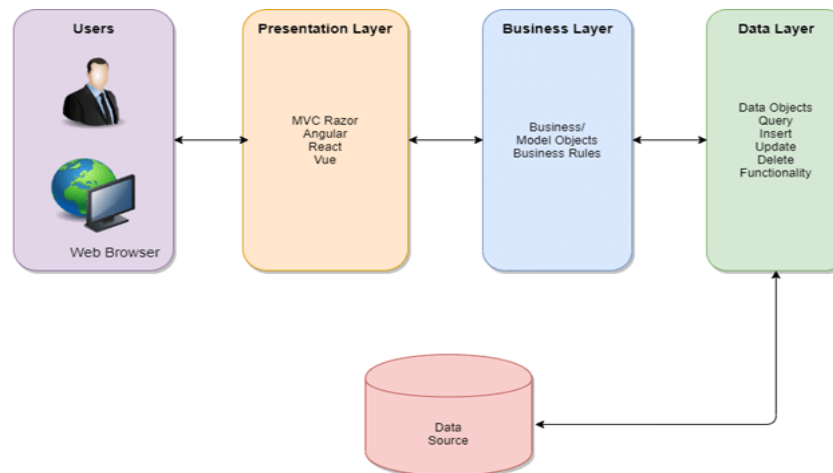 Users
Web Browser
Presentation Layer
MVC Razor
Angular
React
Vue
Business Layer
Business/
Model Objects
Business Rules
Data Layer
Data Objects
Query
Insert
Update
Delete
Functionality
Data
Source